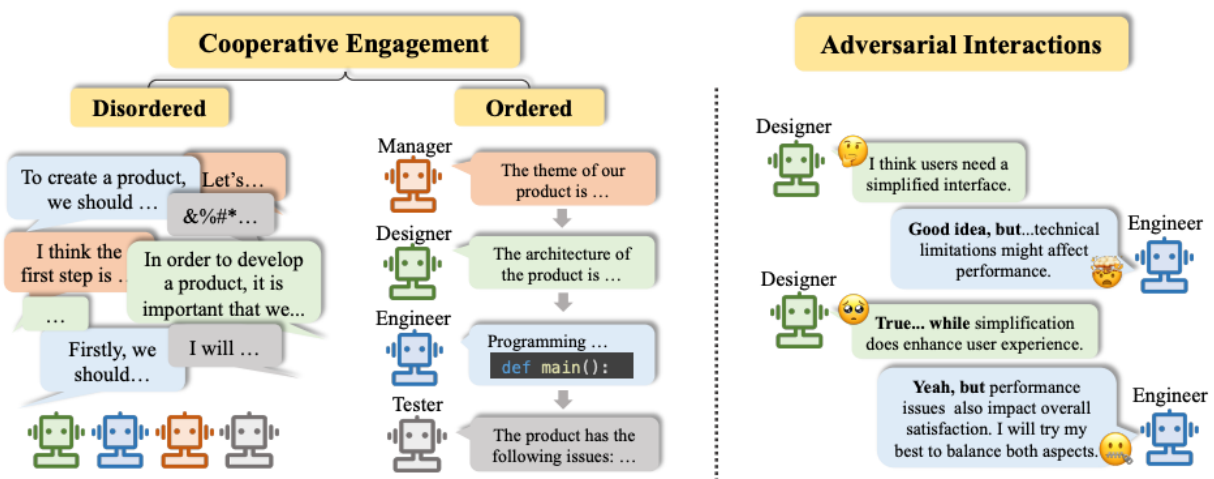 Cooperative Engagement
Disordered
To create a product,
we should …
Let's…
&%#*…
I think the
first step is …
In order to develop
a product, it is
important that we...
…
Firstly, we
should…
I will …
Ordered
Manager
The theme of our
product is …
Designer
The architecture of
the product is …
Engineer
Programming …
def main():
Tester
The product has the
following issues: …
Adversarial Interactions
Designer
I think users need a
simplified interface.
Engineer
Good idea, but...technical
limitations might affect
performance.
Designer
True... while simplification
does enhance user experience.
Engineer
Yeah, but performance
issues also impact overall
satisfaction. I will try my
best to balance both aspects.